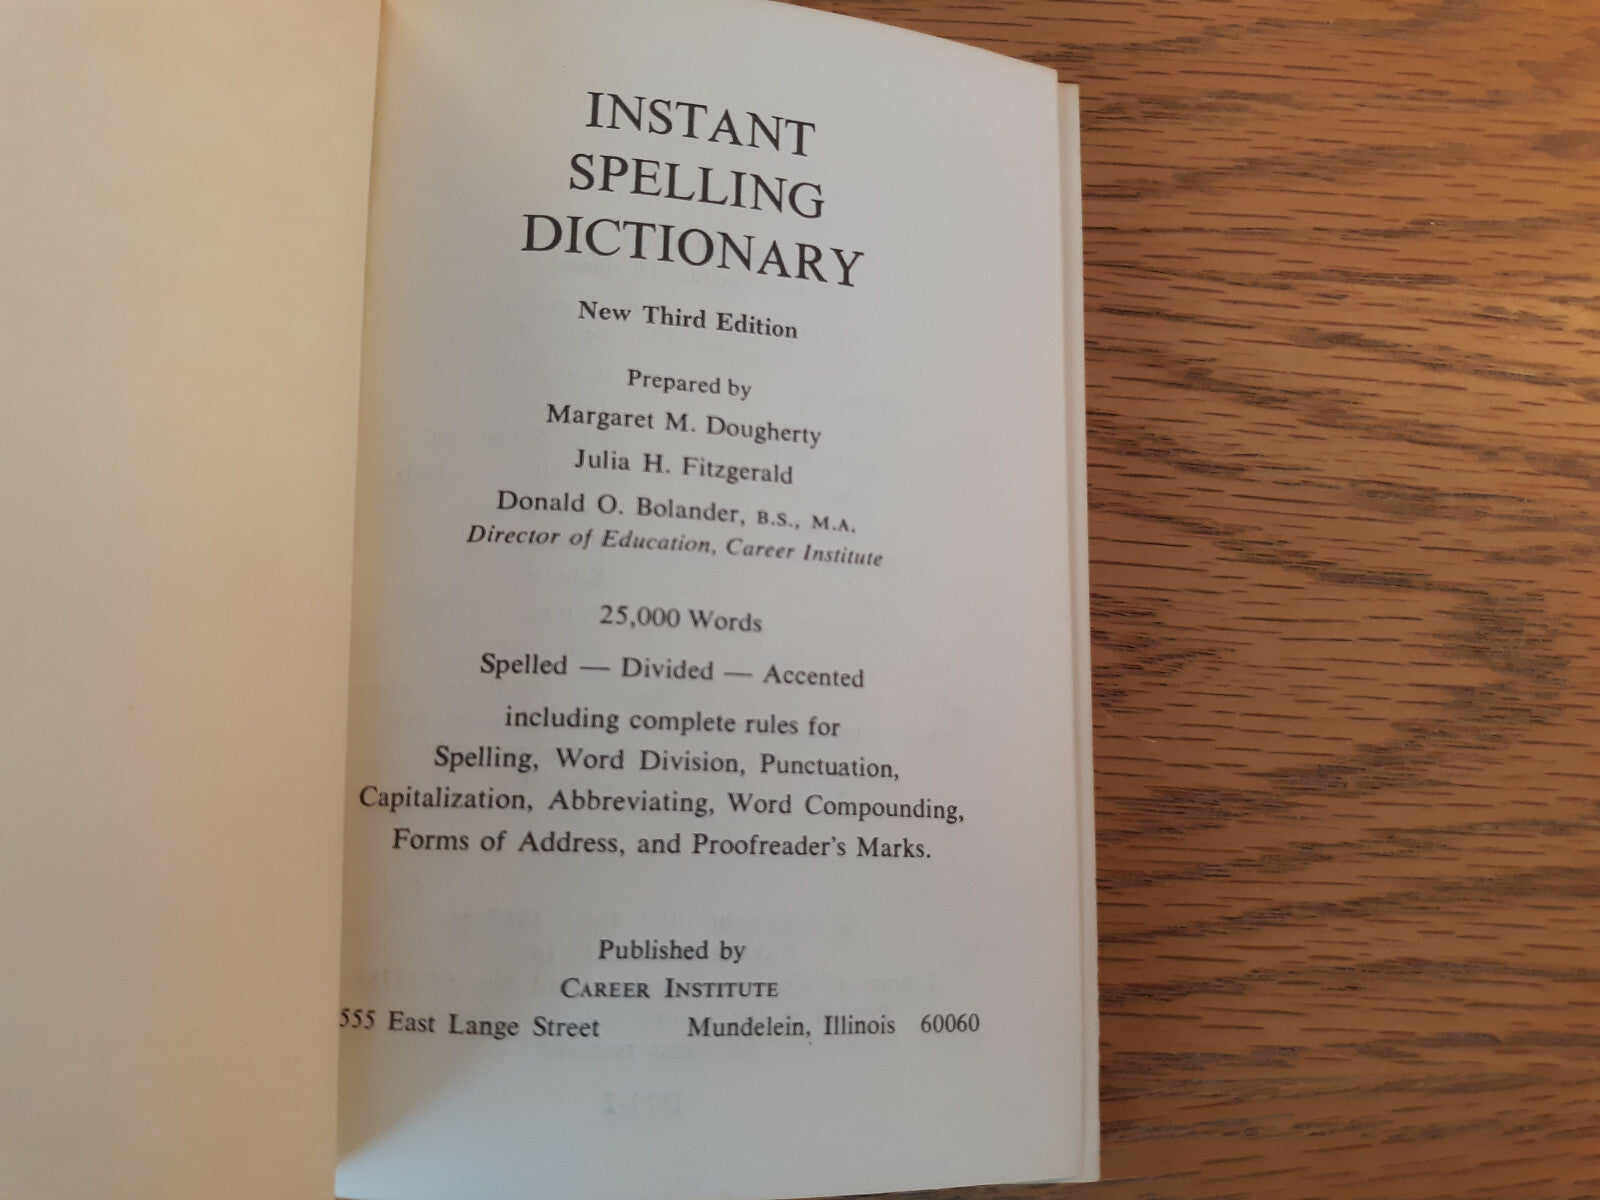 INSTANT
SPELLING
DICTIONARY
New Third Edition
Prepared by
Margaret M. Dougherty
Julia H. Fitzgerald
Donald O. Bolander, B.S., M.A.
Director of Education, Career Institute
25,000 Words
Spelled — Divided — Accented
including complete rules for
Spelling, Word Division, Punctuation,
Capitalization, Abbreviating, Word Compounding,
Forms of Address, and Proofreader's Marks.
Published by
CAREER INSTITUTE
555 East Lange Street Mundelein, Illinois 60060